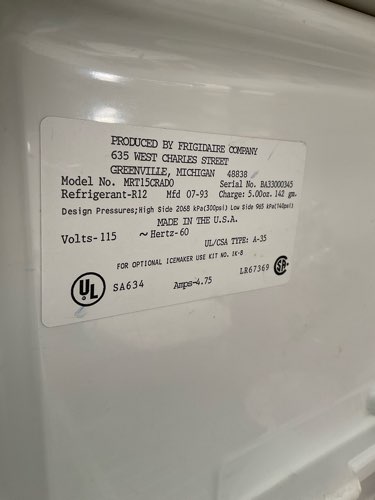 PRODUCED BY FRIGIDAIRE COMPANY
635 WEST CHARLES STREET
GREENVILLE, MICHIGAN 48838
Model No. MRT15CRAD0 Serial No. BA33000345
Refrigerant-R12 Mfd 07-93 Charge: 5.00oz. 142 gm.
Design Pressures;High Side 2068 kPa(300psi) Low Side 965 kPa(140psi)
MADE IN THE U.S.A.
Volts-115 ~Hertz-60
UL/CSA TYPE: A-35
FOR OPTIONAL ICEMAKER USE KIT NO. IK-8
UL SA634 Amps-4.75 LR67369 SA